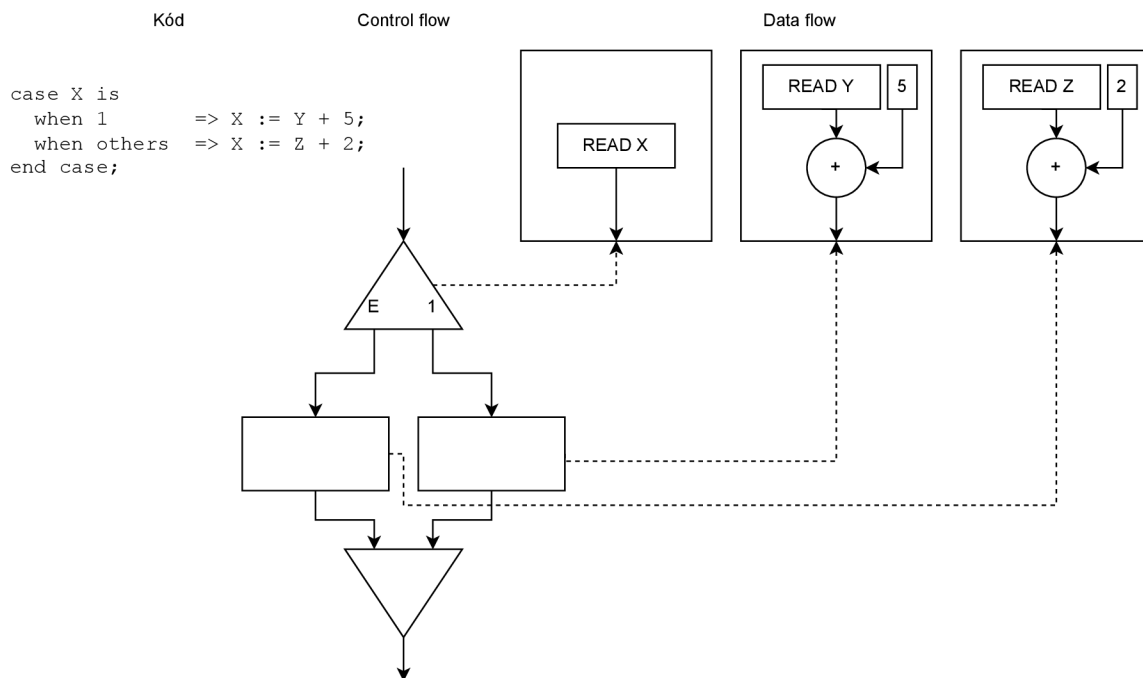 Kód
Control flow
Data flow
case X is
  when 1       => X := Y + 5;
  when others  => X := Z + 2;
end case;
READ X
READ Y
5
+
READ Z
2
+
E
1